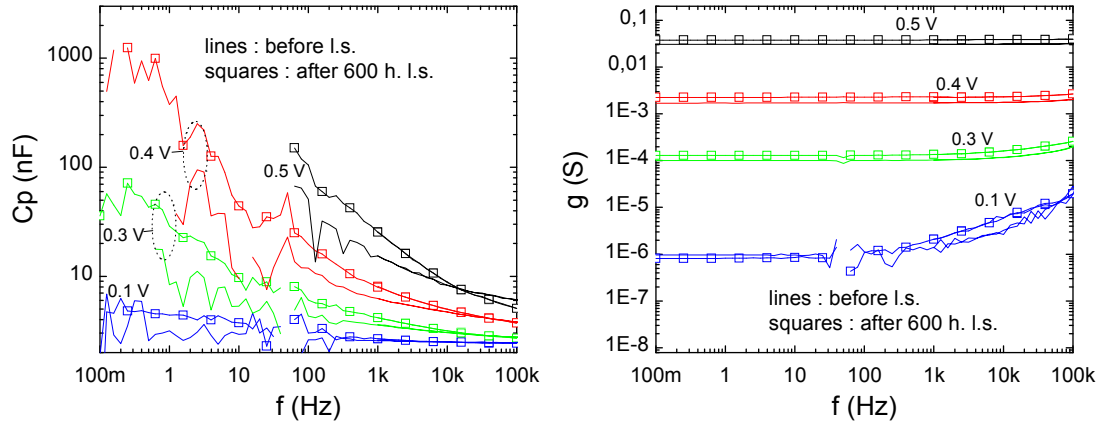 1000
100
10
Cp (nF)
lines : before l.s.
squares : after 600 h. l.s.
0.4 V
0.5 V
0.3 V
0.1 V
100m 1 10 100 1k 10k 100k
f (Hz)
0,1
0,01
1E-3
1E-4
1E-5
1E-6
1E-7
1E-8
g (S)
0.5 V
0.4 V
0.3 V
0.1 V
lines : before l.s.
squares : after 600 h. l.s.
100m 1 10 100 1k 10k 100k
f (Hz)